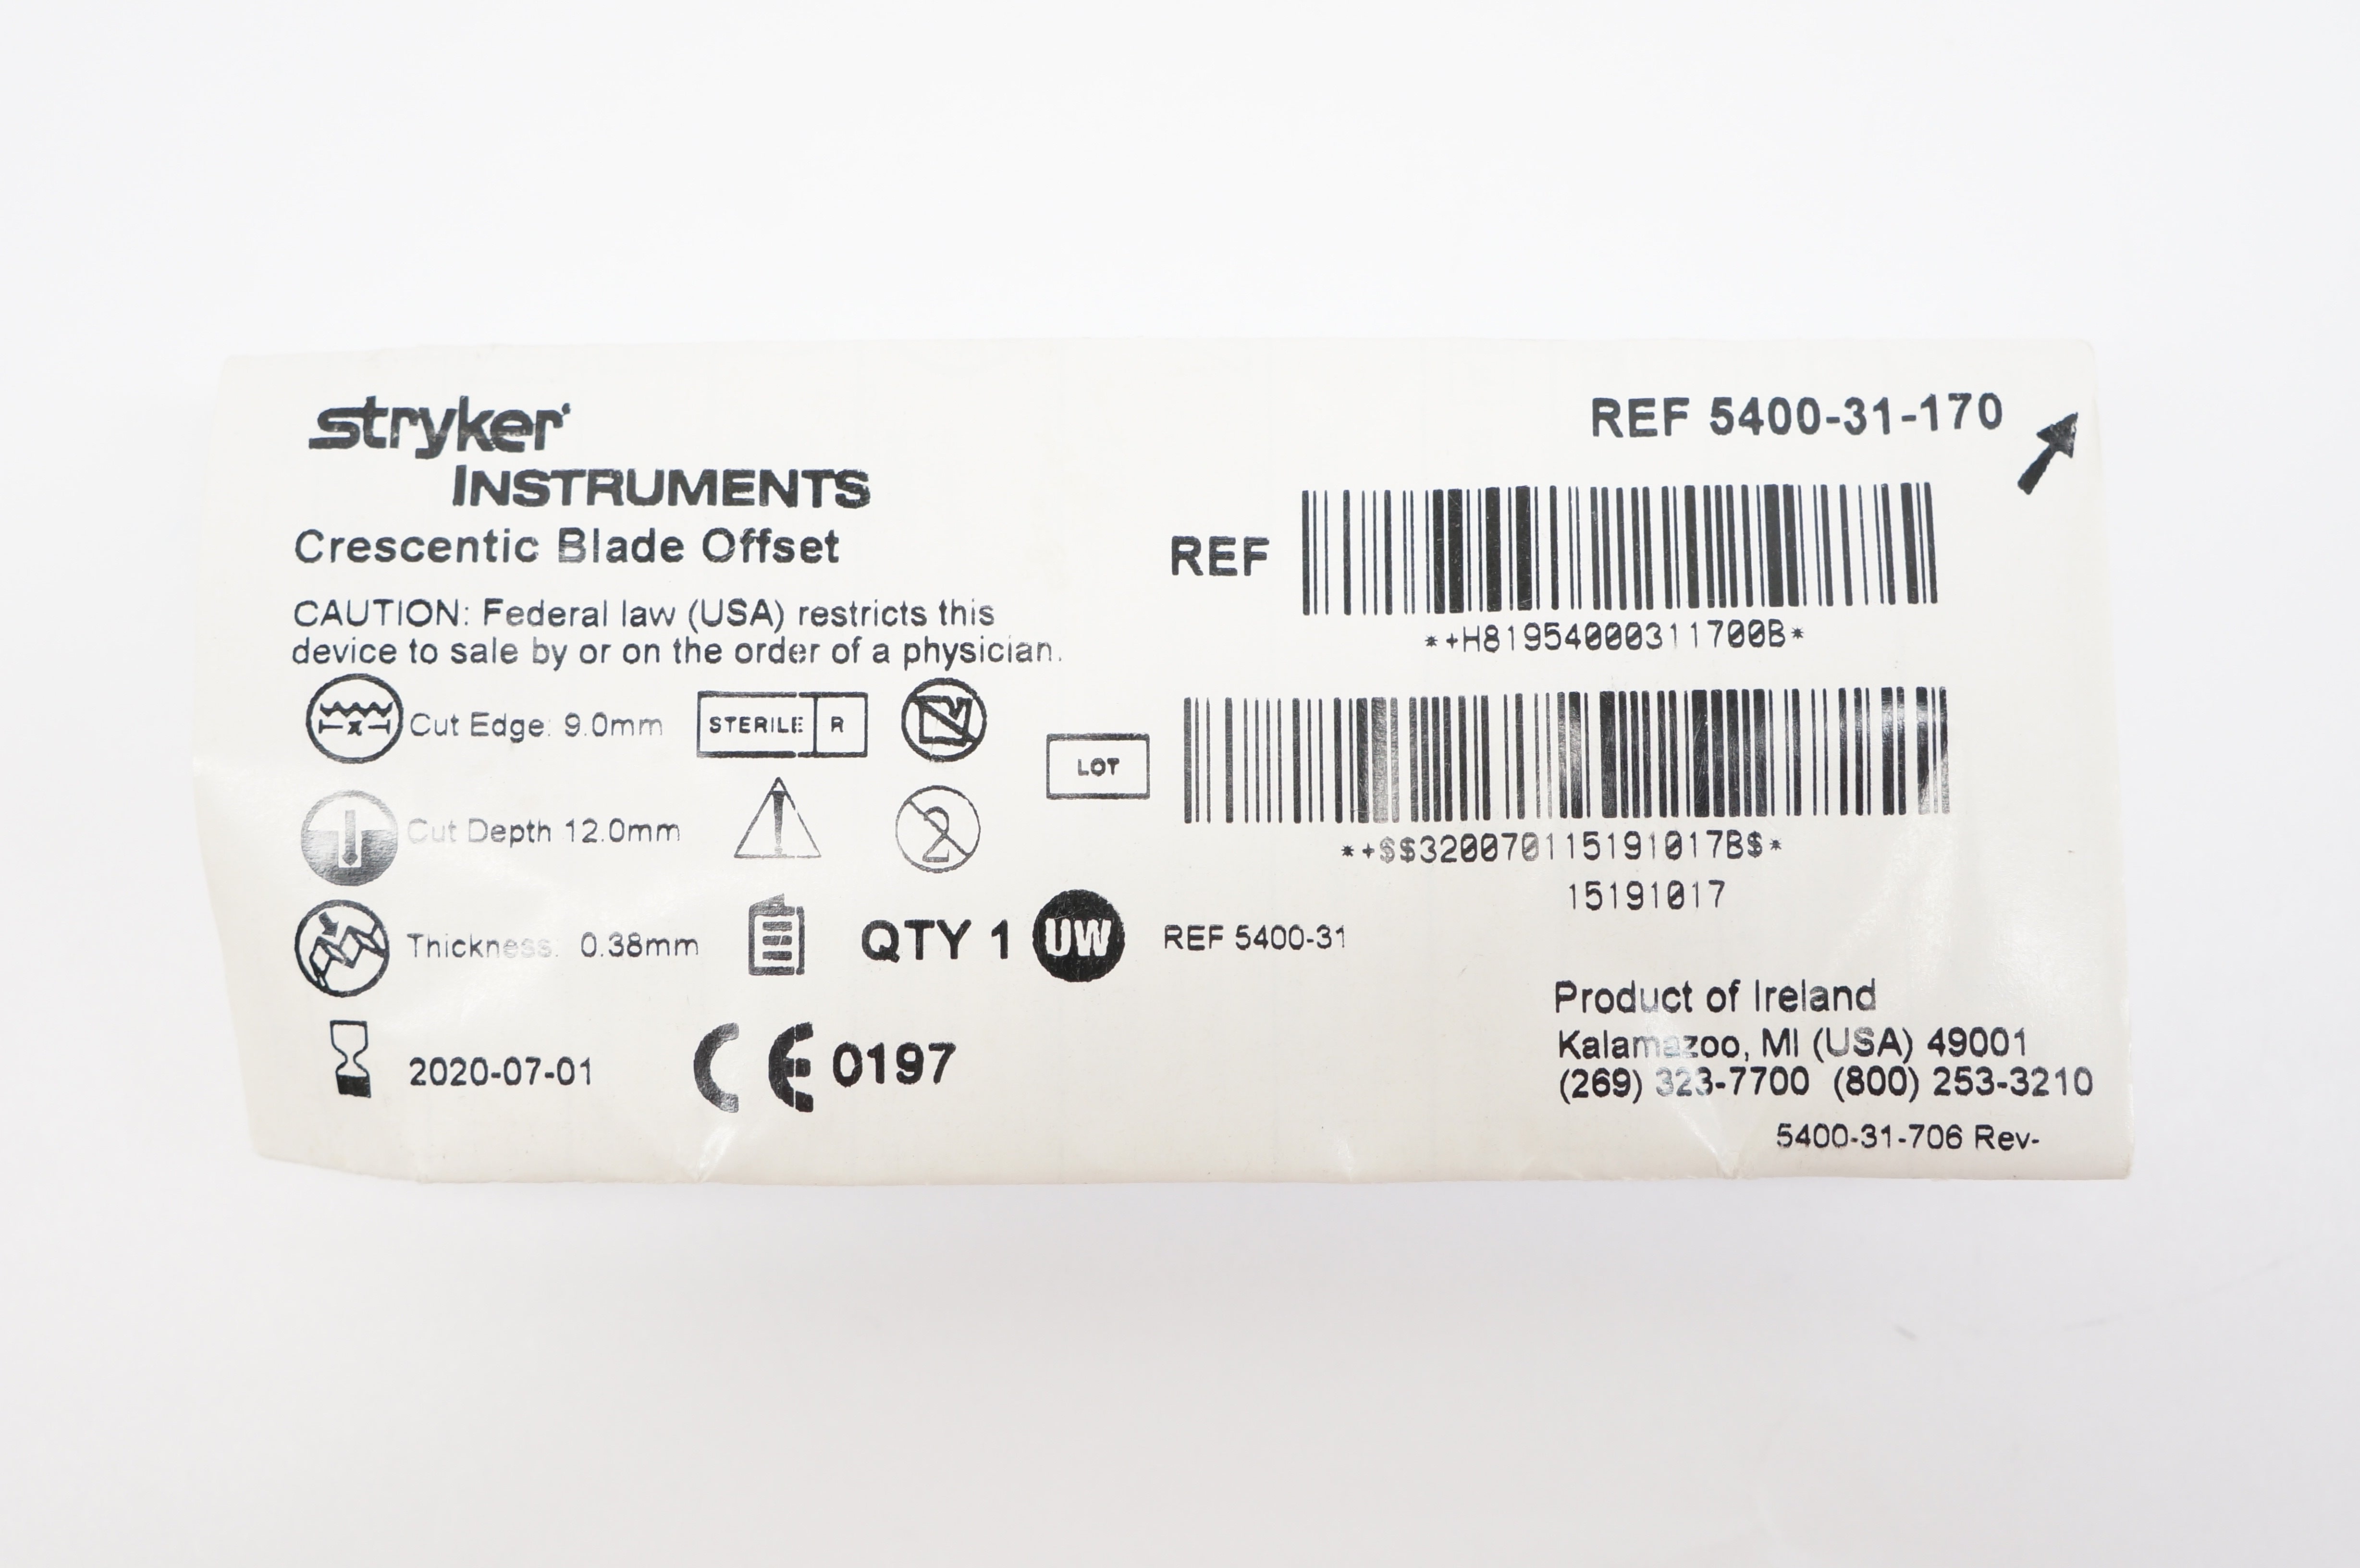 stryker
INSTRUMENTS
Crescentic Blade Offset
CAUTION: Federal law (USA) restricts this
device to sale by or on the order of a physician.
Cut Edge: 9.0mm
STERILE R
Cut Depth 12.0mm
2
Thickness: 0.38mm
QTY 1
UW
REF 5400-31
2020-07-01
CE 0197
REF 5400-31-170
REF
*+H81954000311700B*
LOT
*+$$320070115191017B$*
15191017
Product of Ireland
Kalamazoo, MI (USA) 49001
(269) 323-7700 (800) 253-3210
5400-31-706 Rev-